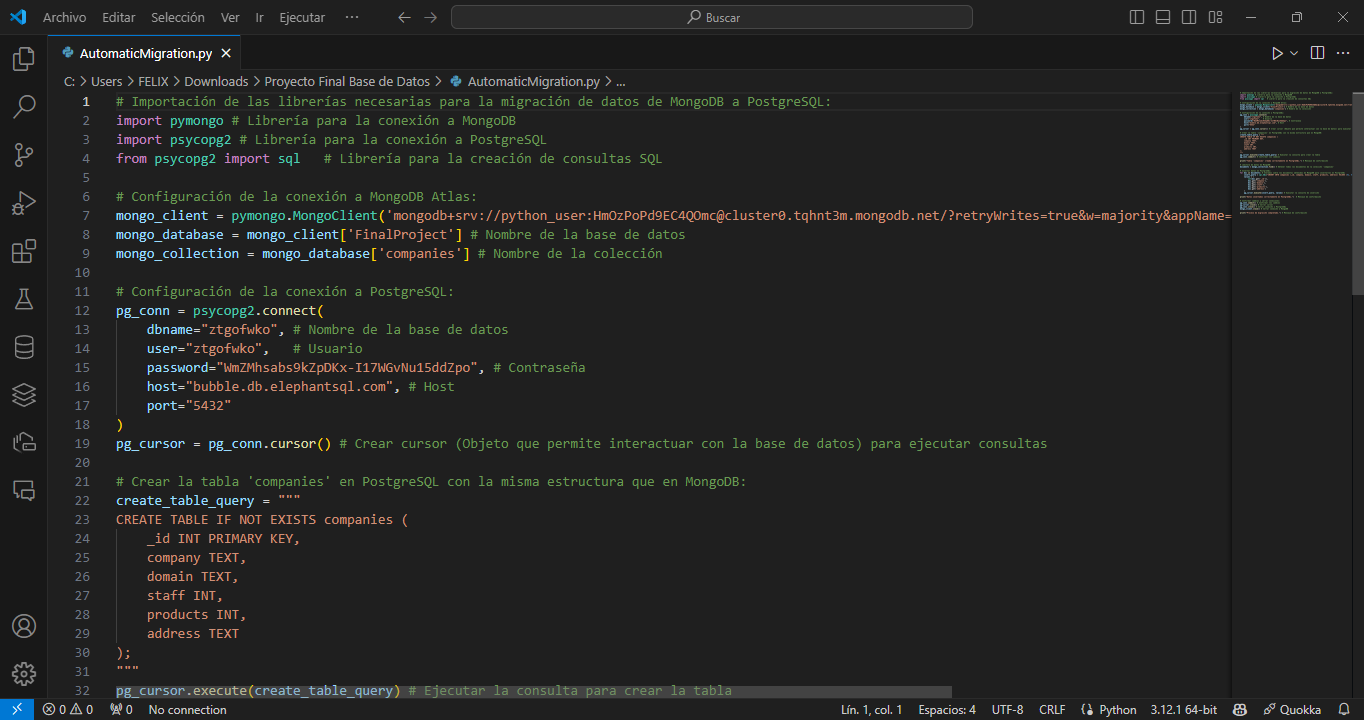 Archivo Editar Selección Ver Ir Ejecutar ··· Buscar
AutomaticMigration.py
C: > Users > FELIX > Downloads > Proyecto Final Base de Datos > AutomaticMigration.py > ...
1 # Importación de las librerías necesarias para la migración de datos de MongoDB a PostgreSQL:
2 import pymongo # Librería para la conexión a MongoDB
3 import psycopg2 # Librería para la conexión a PostgreSQL
4 from psycopg2 import sql   # Librería para la creación de consultas SQL
5
6 # Configuración de la conexión a MongoDB Atlas:
7 mongo_client = pymongo.MongoClient('mongodb+srv://python_user:HmOzPoPd9EC4QOmc@cluster0.tqhnt3m.mongodb.net/?retryWrites=true&w=majority&appName=
8 mongo_database = mongo_client['FinalProject'] # Nombre de la base de datos
9 mongo_collection = mongo_database['companies'] # Nombre de la colección
10
11 # Configuración de la conexión a PostgreSQL:
12 pg_conn = psycopg2.connect(
13     dbname="ztgofwko", # Nombre de la base de datos
14     user="ztgofwko",   # Usuario
15     password="WmZMhsabs9kZpDKx-I17WGvNu15ddZpo", # Contraseña
16     host="bubble.db.elephantsql.com", # Host
17     port="5432"
18 )
19 pg_cursor = pg_conn.cursor() # Crear cursor (Objeto que permite interactuar con la base de datos) para ejecutar consultas
20
21 # Crear la tabla 'companies' en PostgreSQL con la misma estructura que en MongoDB:
22 create_table_query = """
23 CREATE TABLE IF NOT EXISTS companies (
24     _id INT PRIMARY KEY,
25     company TEXT,
26     domain TEXT,
27     staff INT,
28     products INT,
29     address TEXT
30 );
31 """
32 pg_cursor.execute(create_table_query) # Ejecutar la consulta para crear la tabla
0 0 0 No connection Lín. 1, col. 1 Espacios: 4 UTF-8 CRLF Python 3.12.1 64-bit Quokka